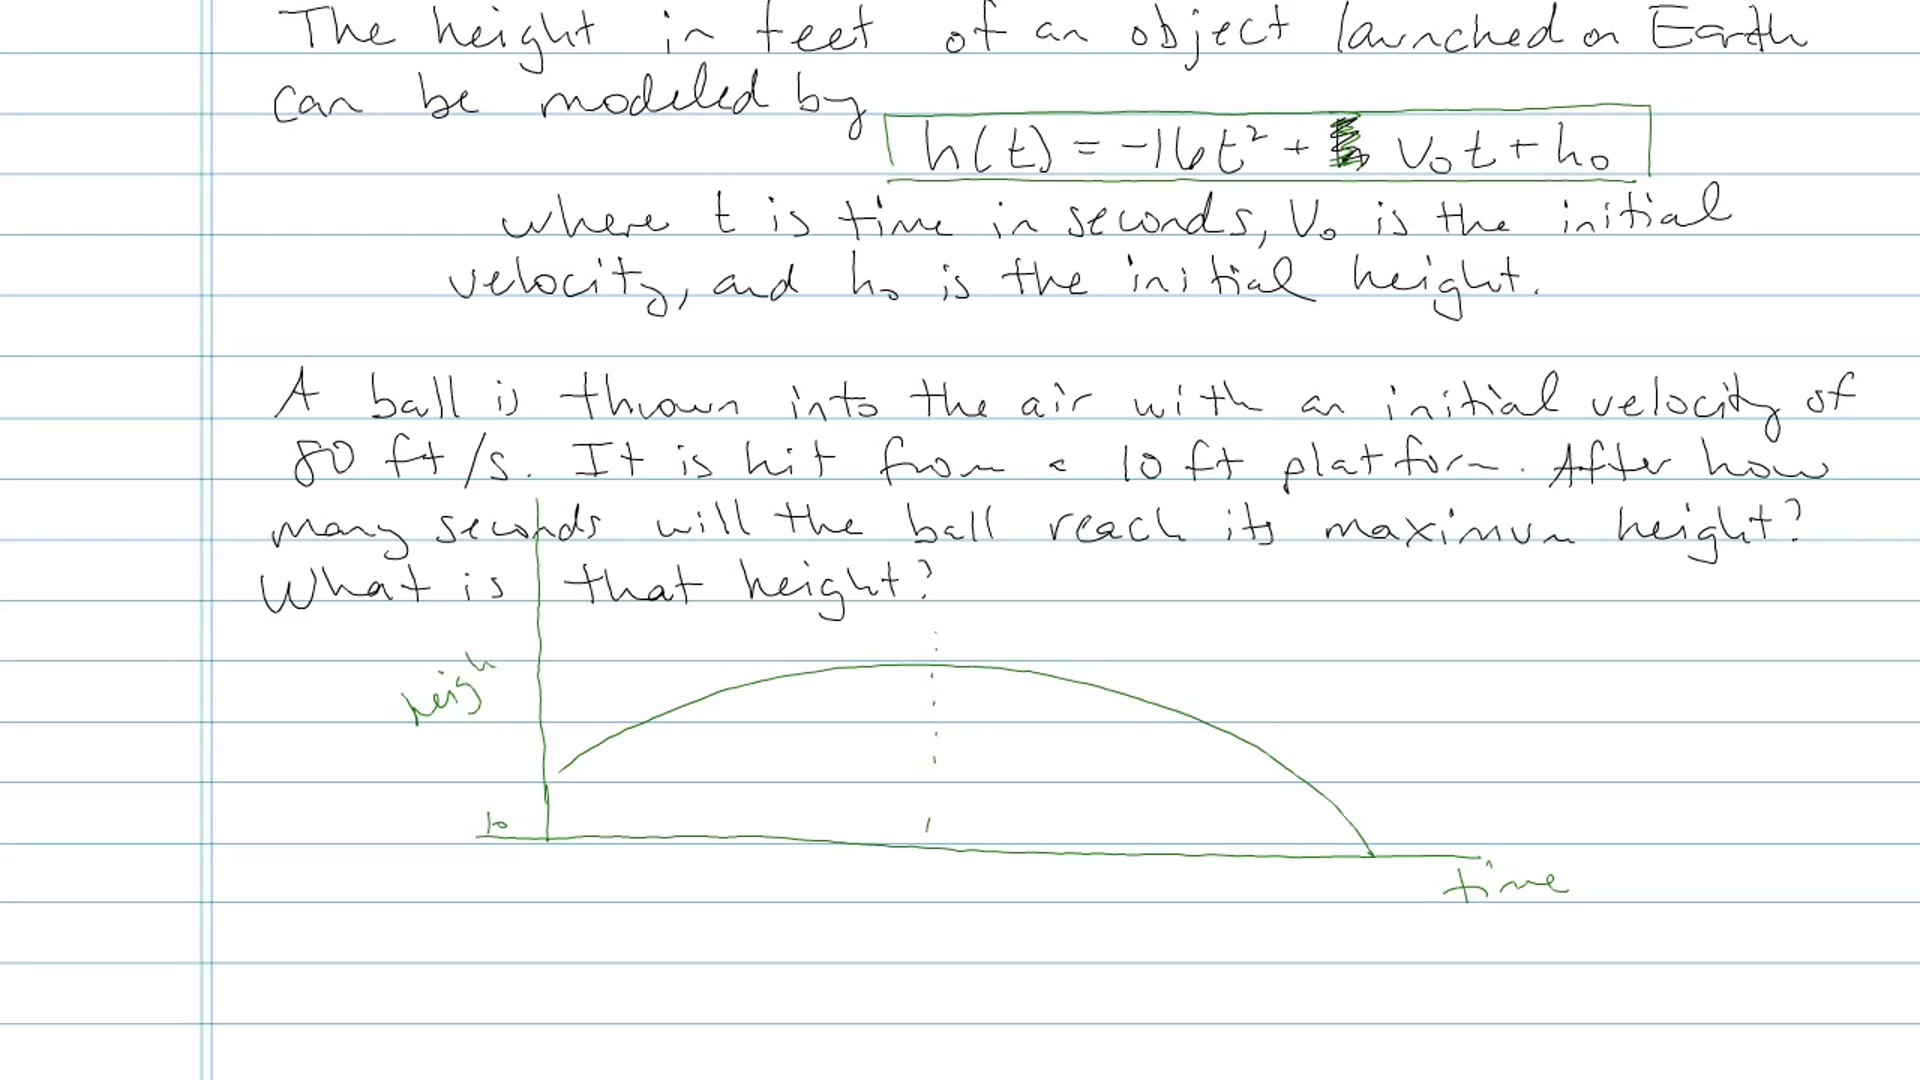 The height in feet of an object launched on Earth
can be modeled by
h(t) = -16t² + v₀t + h₀
where t is time in seconds, V₀ is the initial
velocity, and h₀ is the initial height.
A ball is thrown into the air with an initial velocity of
80 ft/s. It is hit from a 10 ft platform. After how
many seconds will the ball reach its maximum height?
What is that height?
heigh
10
time